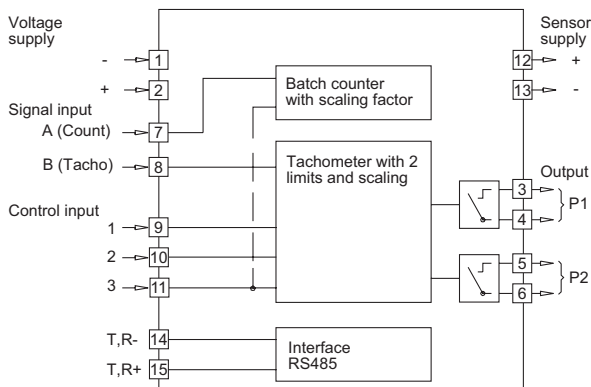 Voltage
supply
- 1
+ 2
Signal input
A (Count) 7
B (Tacho) 8
Control input
1 9
2 10
3 11
T,R- 14
T,R+ 15
Batch counter
with scaling factor
Tachometer with 2
limits and scaling
Interface
RS485
Sensor
supply
12 +
13 -
Output
3
4
P1
5
6
P2